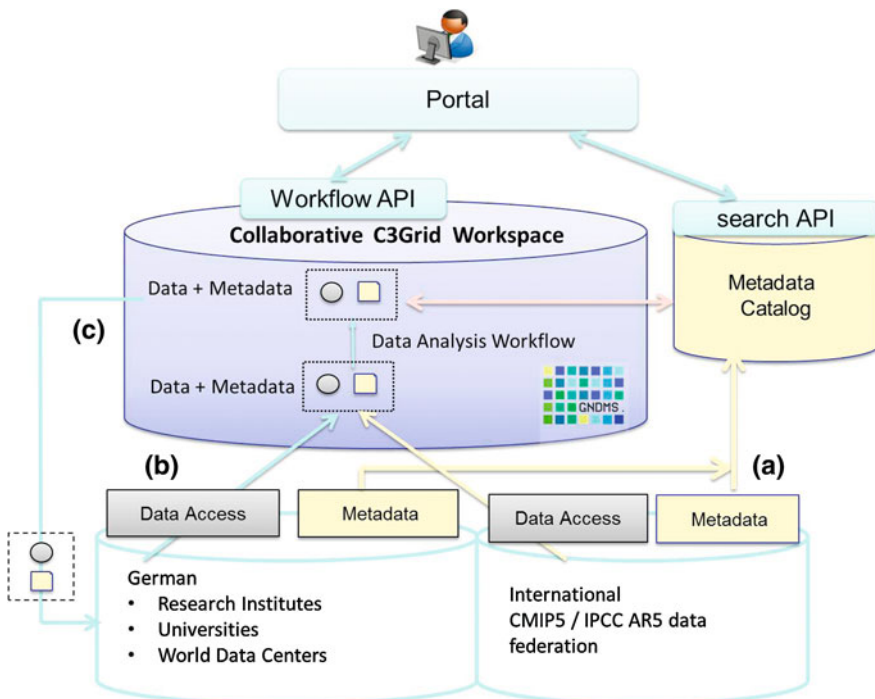 Portal
Workflow API
search API
Collaborative C3Grid Workspace
Data + Metadata
Metadata
Catalog
(c)
Data Analysis Workflow
Data + Metadata
GNDMS.
(b)
(a)
Data Access
Metadata
Data Access
Metadata
German
• Research Institutes
• Universities
• World Data Centers
International
CMIP5 / IPCC AR5 data
federation